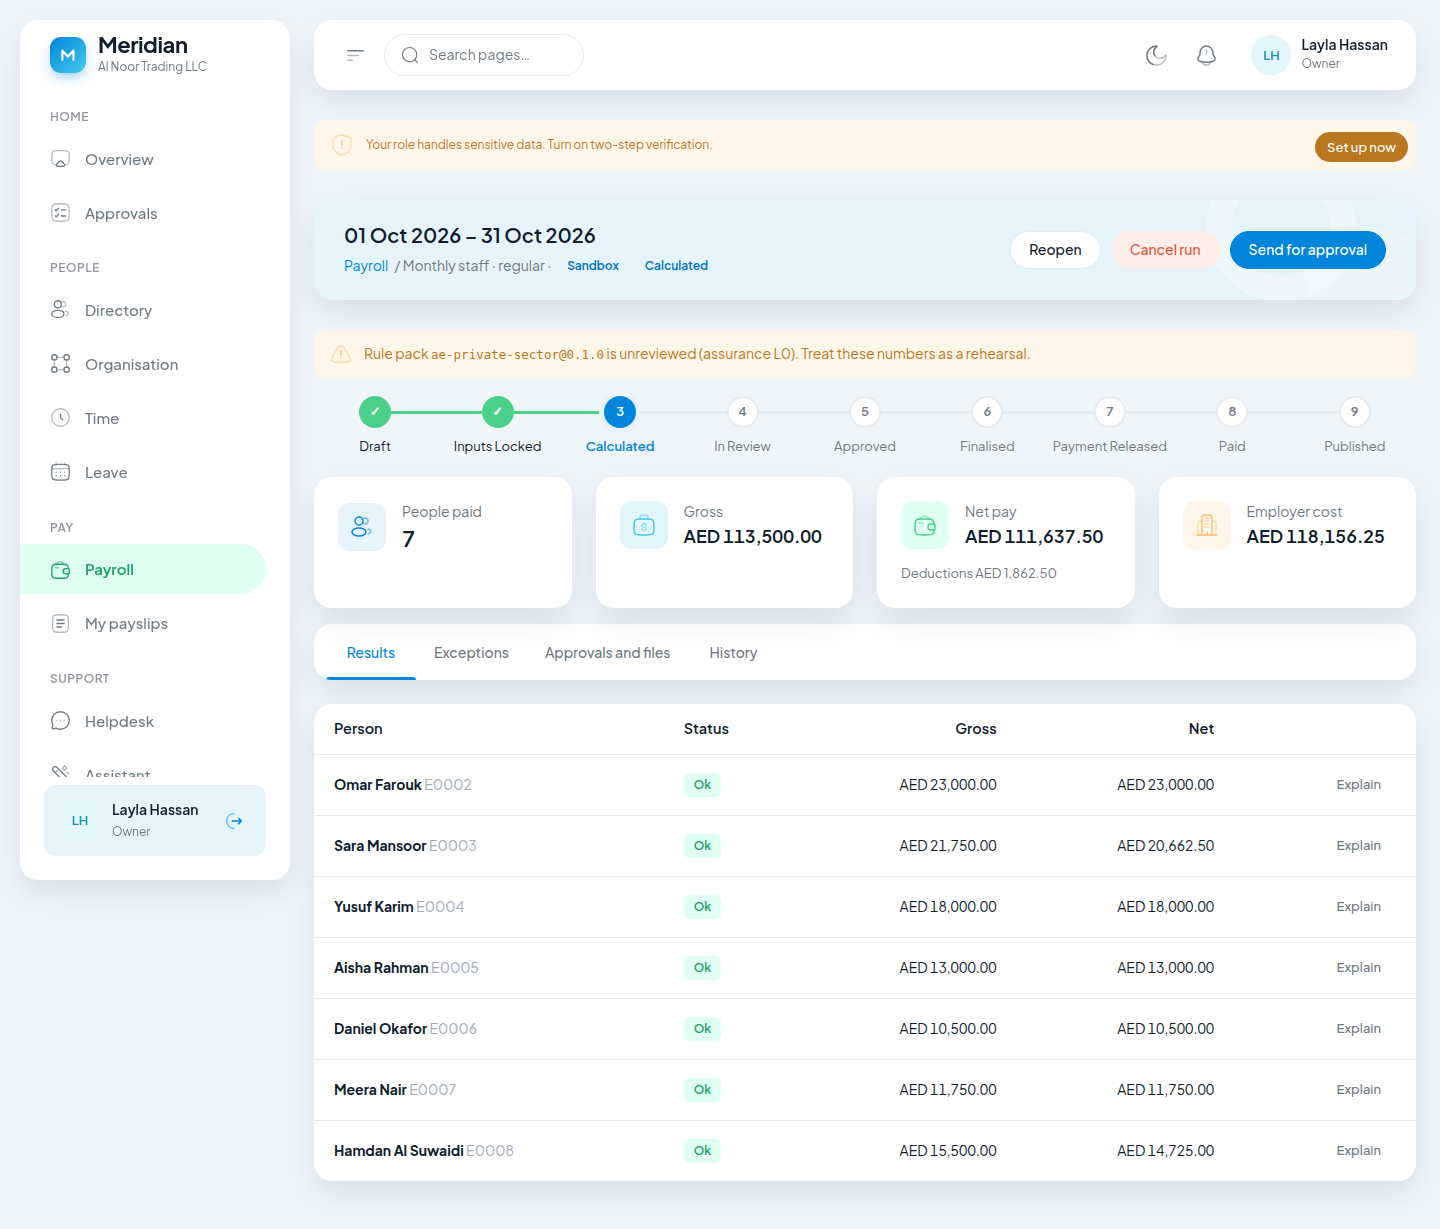 Meridian
Al Noor Trading LLC
HOME
Overview
Approvals
PEOPLE
Directory
Organisation
Time
Leave
PAY
Payroll
My payslips
SUPPORT
Helpdesk
Assistant
LH
Layla Hassan
Owner
Search pages...
LH
Layla Hassan
Owner
Your role handles sensitive data. Turn on two-step verification.
Set up now
01 Oct 2026 – 31 Oct 2026
Payroll / Monthly staff · regular · Sandbox Calculated
Reopen
Cancel run
Send for approval
Rule pack ae-private-sector@0.1.0 is unreviewed (assurance L0). Treat these numbers as a rehearsal.
✓ ✓ 3 4 5 6 7 8 9
Draft Inputs Locked Calculated In Review Approved Finalised Payment Released Paid Published
People paid
7
Gross
AED 113,500.00
Net pay
AED 111,637.50
Deductions AED 1,862.50
Employer cost
AED 118,156.25
Results Exceptions Approvals and files History
Person Status Gross Net
Omar Farouk E0002 Ok AED 23,000.00 AED 23,000.00 Explain
Sara Mansoor E0003 Ok AED 21,750.00 AED 20,662.50 Explain
Yusuf Karim E0004 Ok AED 18,000.00 AED 18,000.00 Explain
Aisha Rahman E0005 Ok AED 13,000.00 AED 13,000.00 Explain
Daniel Okafor E0006 Ok AED 10,500.00 AED 10,500.00 Explain
Meera Nair E0007 Ok AED 11,750.00 AED 11,750.00 Explain
Hamdan Al Suwaidi E0008 Ok AED 15,500.00 AED 14,725.00 Explain